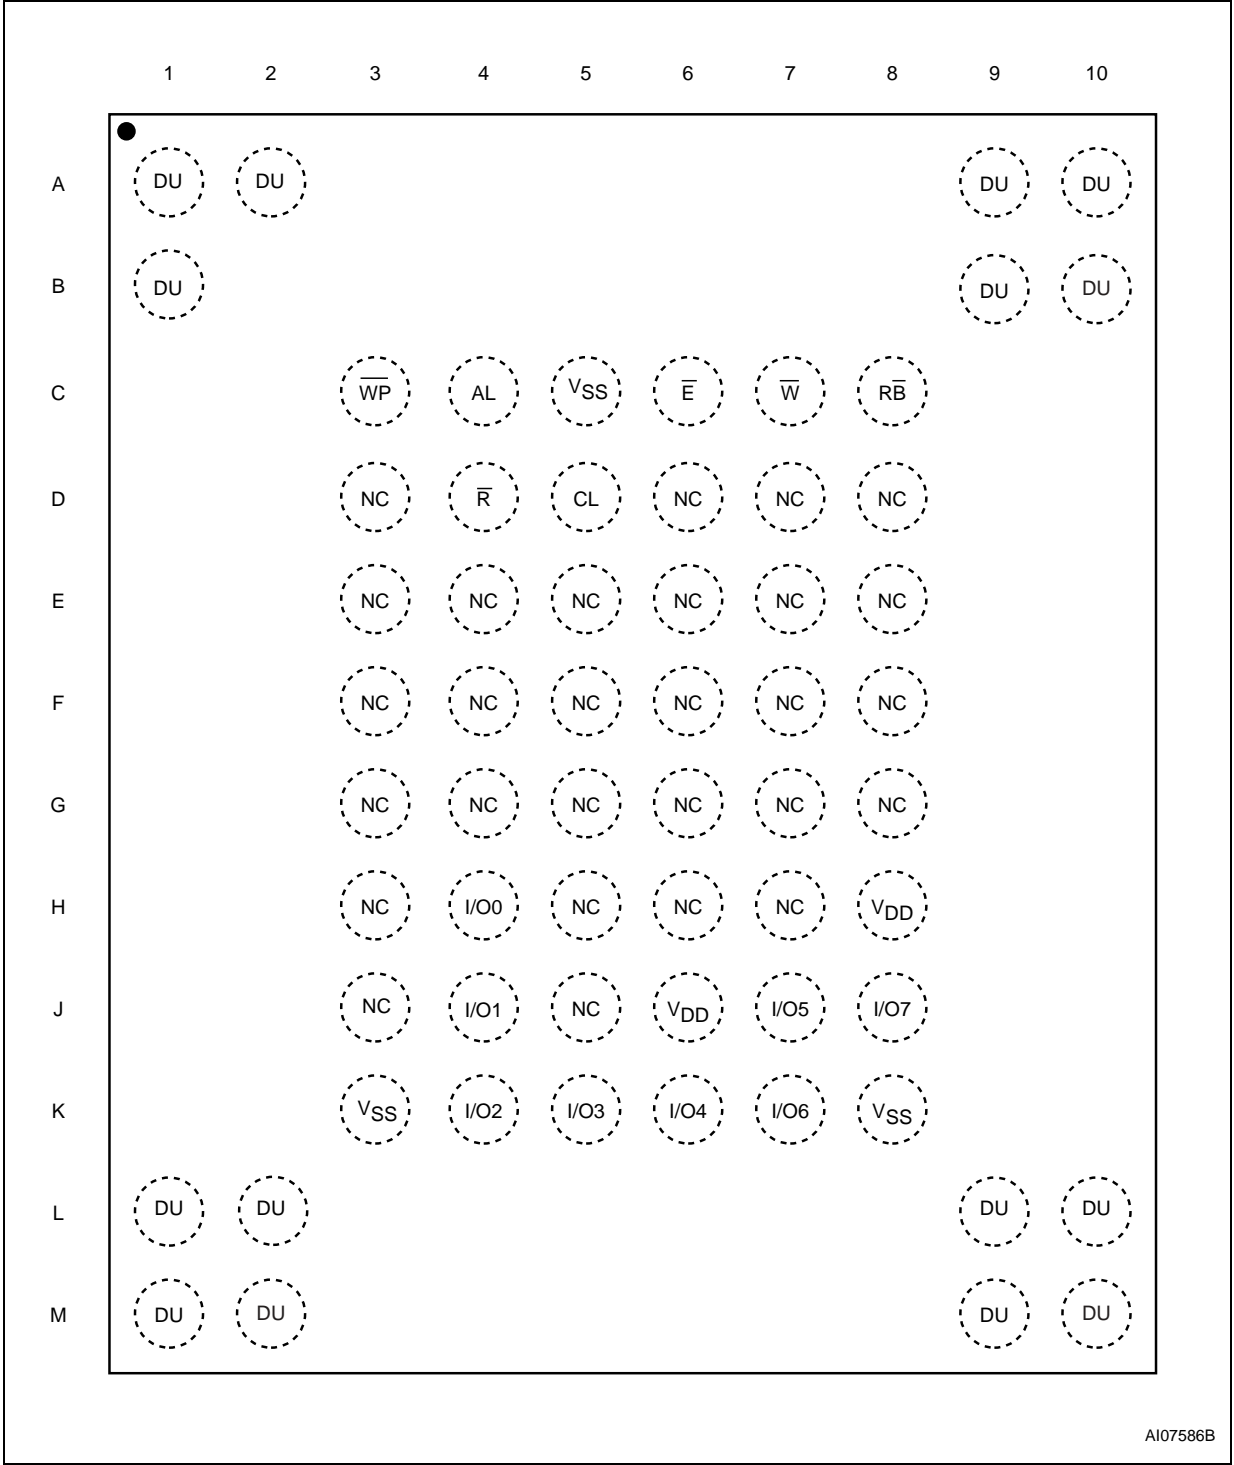 1 2 3 4 5 6 7 8 9 10
A DU DU DU DU
B DU DU DU
C W̅P̅ AL VSS E̅ W̅ RB̅
D NC R̅ CL NC NC NC
E NC NC NC NC NC NC
F NC NC NC NC NC NC
G NC NC NC NC NC NC
H NC I/O0 NC NC NC VDD
J NC I/O1 NC VDD I/O5 I/O7
K VSS I/O2 I/O3 I/O4 I/O6 VSS
L DU DU DU DU
M DU DU DU DU
AI07586B